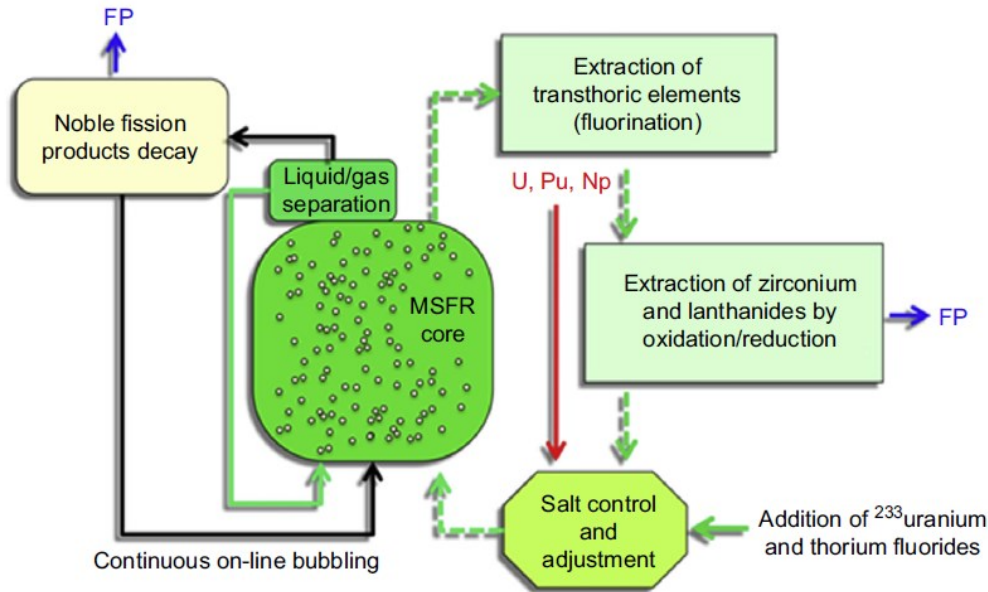 FP
Noble fission
products decay
Liquid/gas
separation
MSFR
core
Continuous on-line bubbling
Extraction of
transthoric elements
(fluorination)
U, Pu, Np
Extraction of zirconium
and lanthanides by
oxidation/reduction
FP
Salt control
and
adjustment
Addition of ²³³uranium
and thorium fluorides